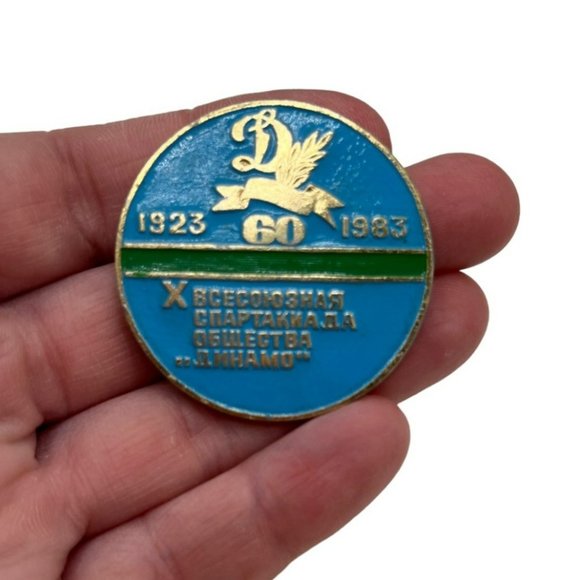 Д
1923 60 1983
X ВСЕСОЮЗНАЯ
СПАРТАКИАДА
ОБЩЕСТВА
„ДИНАМО“